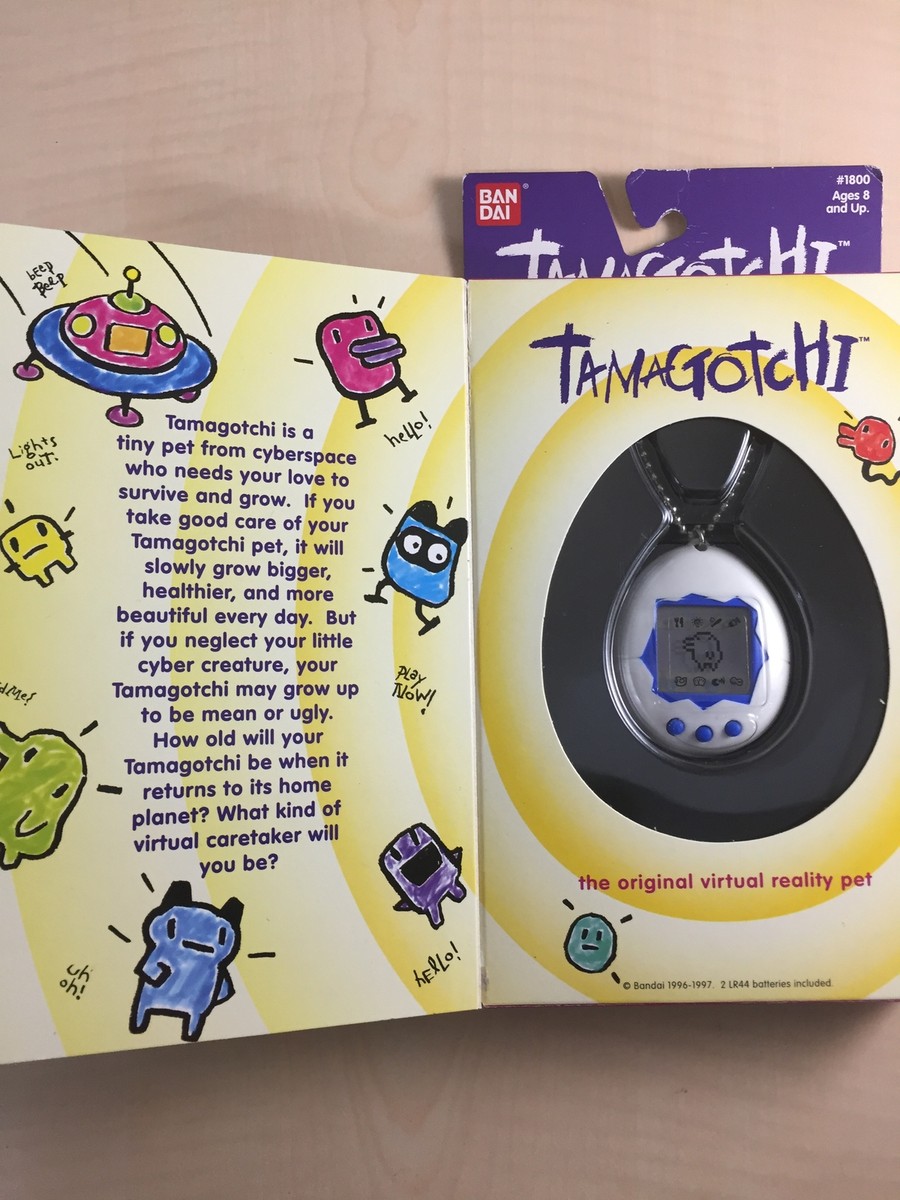 BAN
DAI
®
#1800
Ages 8
and Up.
TAMAGOTCHI™
beep
Beep
Lights
out!
hello!
Tamagotchi is a
tiny pet from cyberspace
who needs your love to
survive and grow. If you
take good care of your
Tamagotchi pet, it will
slowly grow bigger,
healthier, and more
beautiful every day. But
if you neglect your little
cyber creature, your
Tamagotchi may grow up
to be mean or ugly.
How old will your
Tamagotchi be when it
returns to its home
planet? What kind of
virtual caretaker will
you be?
Play
Now!
uh
oh!
hello!
TAMAGOTCHI™
the original virtual reality pet
© Bandai 1996-1997. 2 LR44 batteries included.